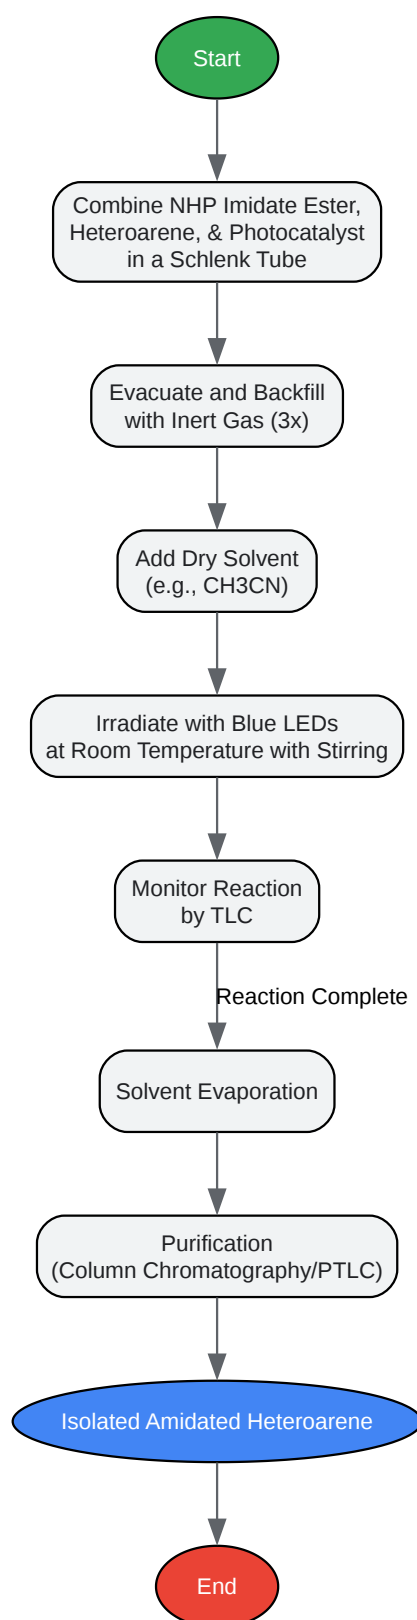 Start
Combine NHP Imidate Ester,
Heteroarene, & Photocatalyst
in a Schlenk Tube
Evacuate and Backfill
with Inert Gas (3x)
Add Dry Solvent
(e.g., CH3CN)
Irradiate with Blue LEDs
at Room Temperature with Stirring
Monitor Reaction
by TLC
Reaction Complete
Solvent Evaporation
Purification
(Column Chromatography/PTLC)
Isolated Amidated Heteroarene
End